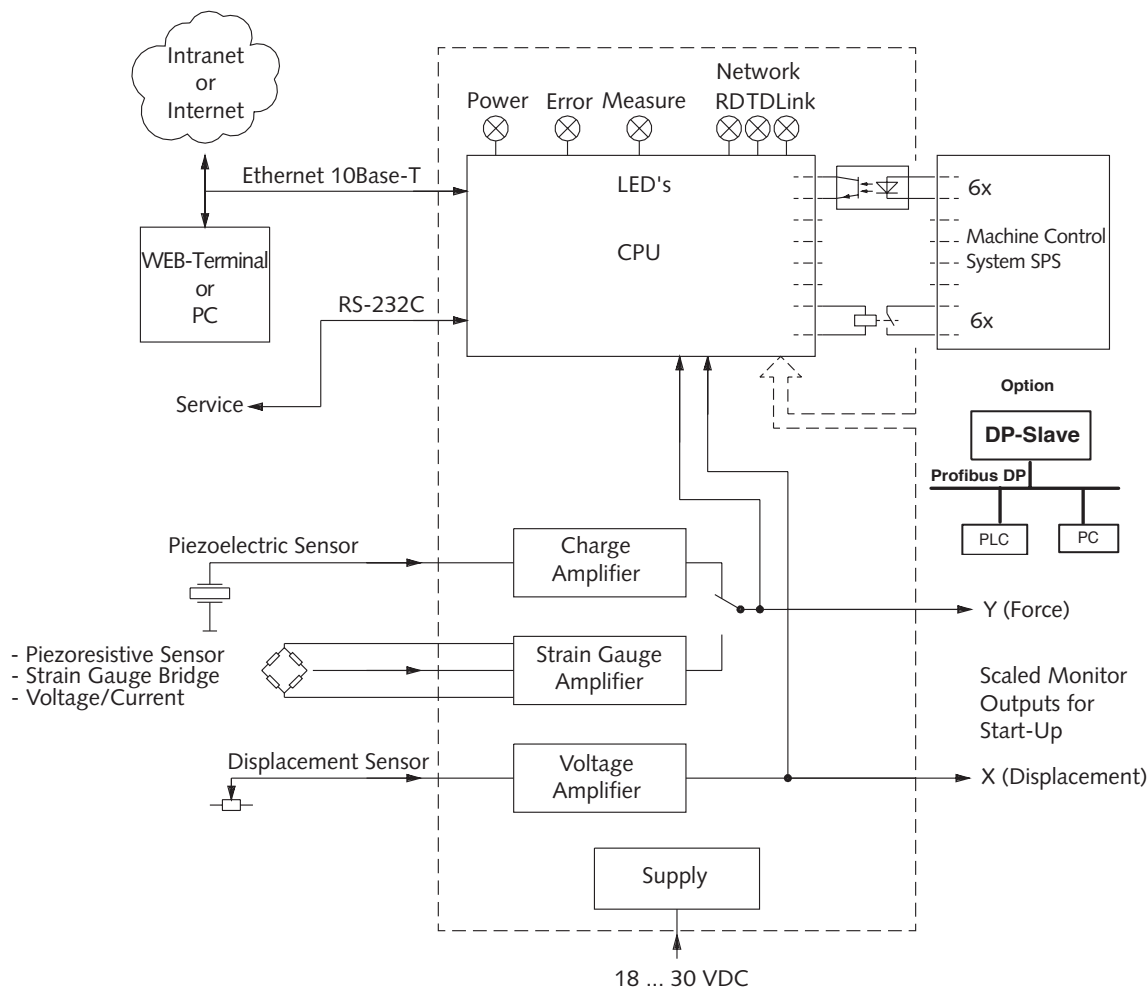 Intranet
or
Internet
Power
Error
Measure
Network
RD TD Link
Ethernet 10Base-T
LED's
CPU
WEB-Terminal
or
PC
RS-232C
Service
6x
Machine Control
System SPS
6x
Option
DP-Slave
Profibus DP
PLC
PC
Piezoelectric Sensor
Charge
Amplifier
Y (Force)
- Piezoresistive Sensor
- Strain Gauge Bridge
- Voltage/Current
Strain Gauge
Amplifier
Scaled Monitor
Outputs for
Start-Up
Displacement Sensor
Voltage
Amplifier
X (Displacement)
Supply
18 ... 30 VDC